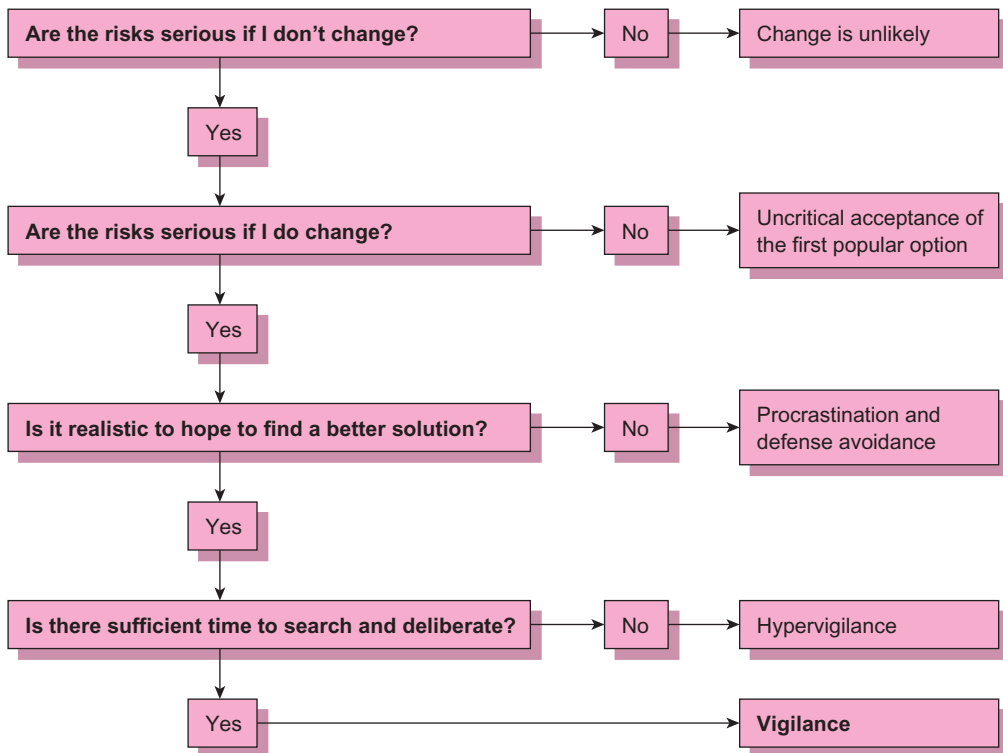 Are the risks serious if I don’t change?
No
Change is unlikely
Yes
Are the risks serious if I do change?
No
Uncritical acceptance of
the first popular option
Yes
Is it realistic to hope to find a better solution?
No
Procrastination and
defense avoidance
Yes
Is there sufficient time to search and deliberate?
No
Hypervigilance
Yes
Vigilance